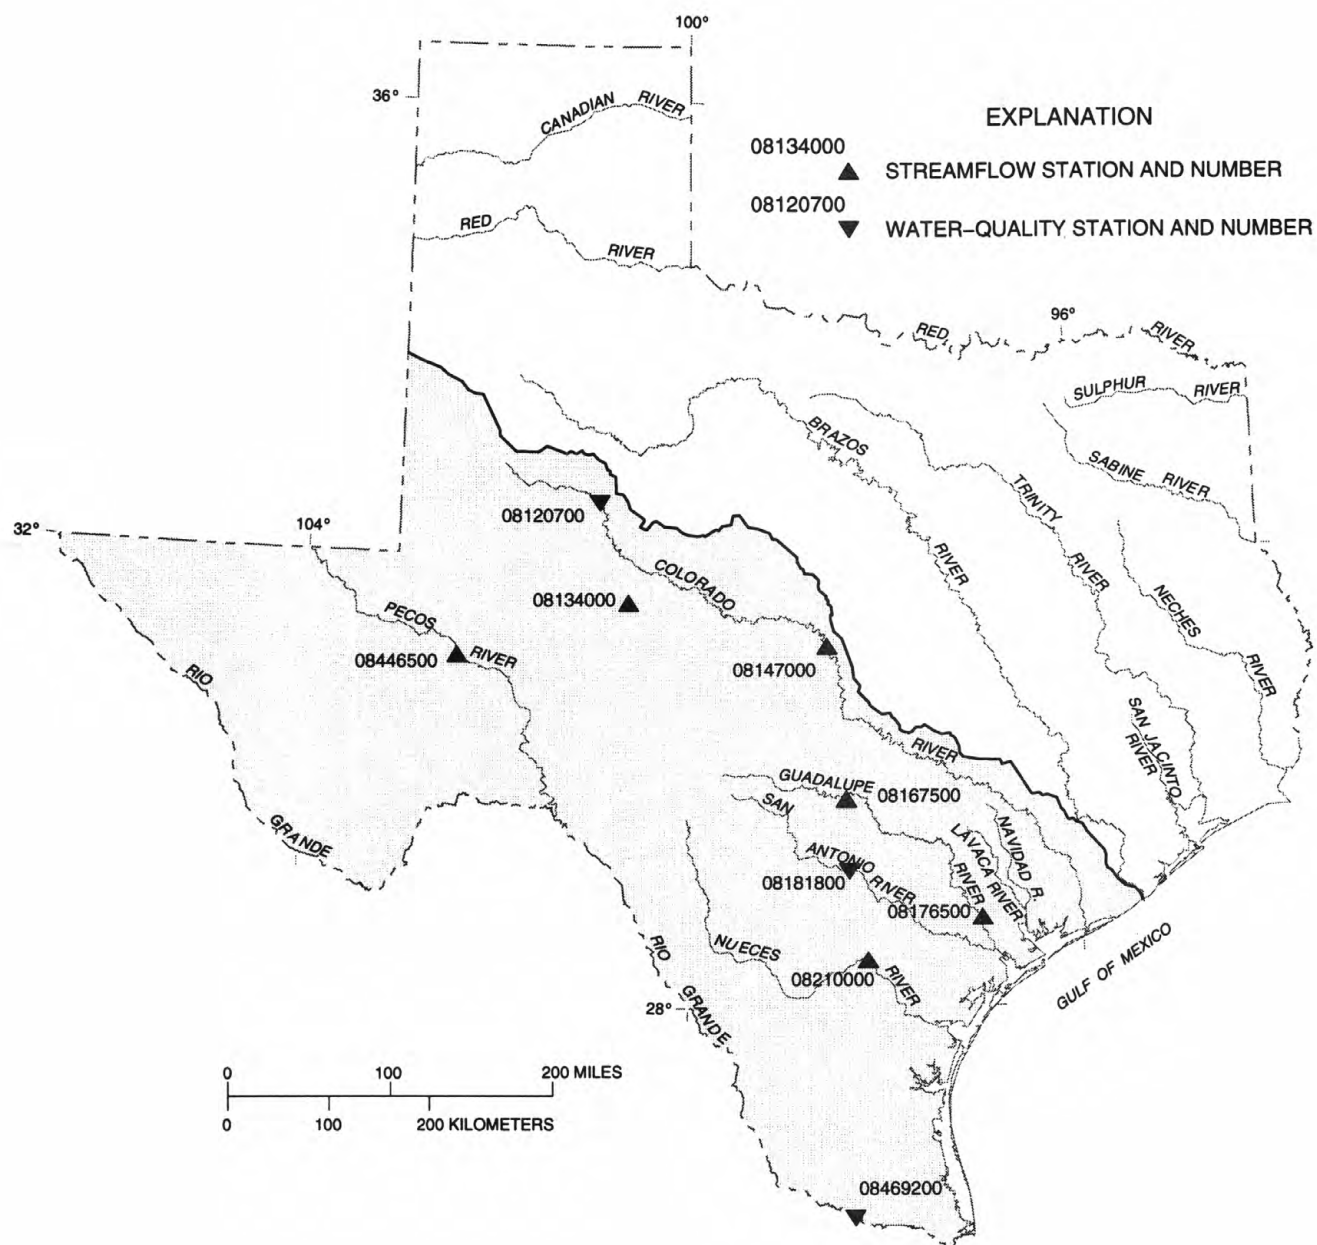 100°
36°
CANADIAN RIVER
EXPLANATION
08134000
STREAMFLOW STATION AND NUMBER
08120700
WATER–QUALITY STATION AND NUMBER
RED RIVER
96°
RED RIVER
SULPHUR RIVER
BRAZOS RIVER
SABINE RIVER
TRINITY RIVER
32°
104°
08120700
COLORADO RIVER
NECHES RIVER
08134000
PECOS RIVER
08446500
08147000
RIO GRANDE
SAN JACINTO RIVER
GUADALUPE RIVER
08167500
SAN ANTONIO RIVER
NAVIDAD R.
LAVACA RIVER
08181800
08176500
NUECES RIVER
08210000
RIO GRANDE
GULF OF MEXICO
28°
0 100 200 MILES
0 100 200 KILOMETERS
08469200